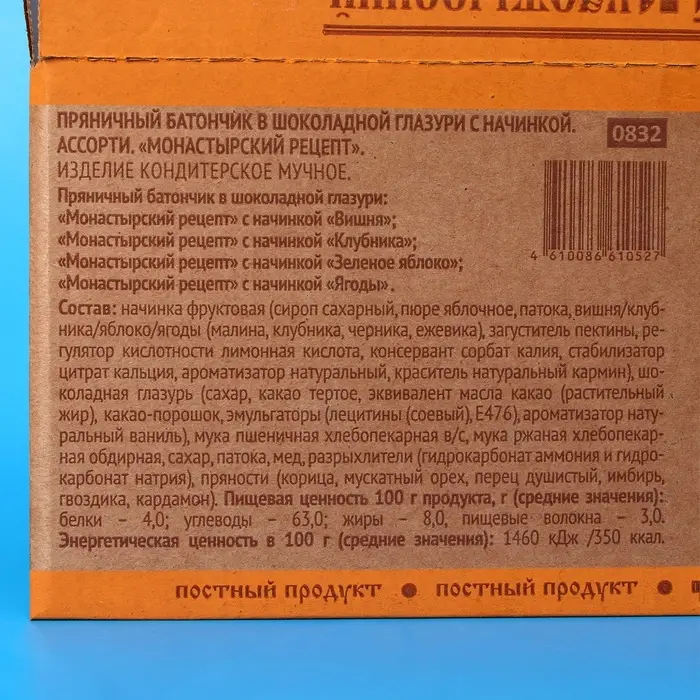 ПРЯНИЧНЫЙ БАТОНЧИК В ШОКОЛАДНОЙ ГЛАЗУРИ С НАЧИНКОЙ.
АССОРТИ. «МОНАСТЫРСКИЙ РЕЦЕПТ».
ИЗДЕЛИЕ КОНДИТЕРСКОЕ МУЧНОЕ.
0832
Пряничный батончик в шоколадной глазури:
«Монастырский рецепт» с начинкой «Вишня»;
«Монастырский рецепт» с начинкой «Клубника»;
«Монастырский рецепт» с начинкой «Зеленое яблоко»;
«Монастырский рецепт» с начинкой «Ягоды».
4 610086 610527
Состав: начинка фруктовая (сироп сахарный, пюре яблочное, патока, вишня/клуб-
ника/яблоко/ягоды (малина, клубника, черника, ежевика), загуститель пектины, ре-
гулятор кислотности лимонная кислота, консервант сорбат калия, стабилизатор
цитрат кальция, ароматизатор натуральный, краситель натуральный кармин), шо-
коладная глазурь (сахар, какао тертое, эквивалент масла какао (растительный
жир), какао-порошок, эмульгаторы (лецитины (соевый), Е476), ароматизатор нату-
ральный ваниль), мука пшеничная хлебопекарная в/с, мука ржаная хлебопекар-
ная обдирная, сахар, патока, мед, разрыхлители (гидрокарбонат аммония и гидро-
карбонат натрия), пряности (корица, мускатный орех, перец душистый, имбирь,
гвоздика, кардамон). Пищевая ценность 100 г продукта, г (средние значения):
белки – 4,0; углеводы – 63,0; жиры – 8,0, пищевые волокна – 3.0.
Энергетическая ценность в 100 г (средние значения): 1460 кДж /350 ккал.
постный продукт • постный продукт •